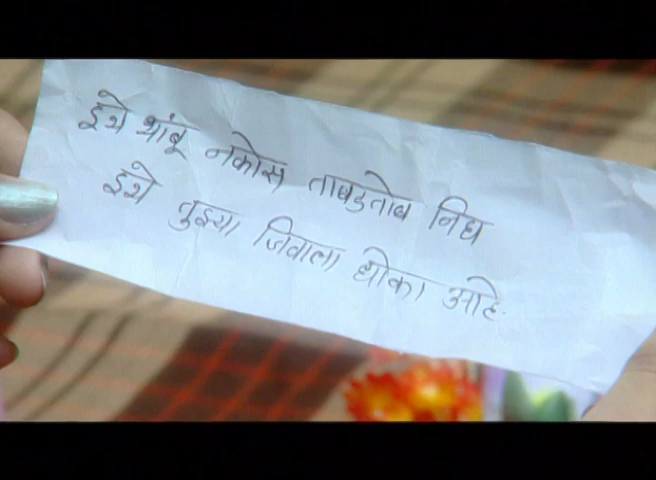 इथे थांबू नकोस ताबडतोब निघ
इथे तुझ्या जिवाला धोका आहे.